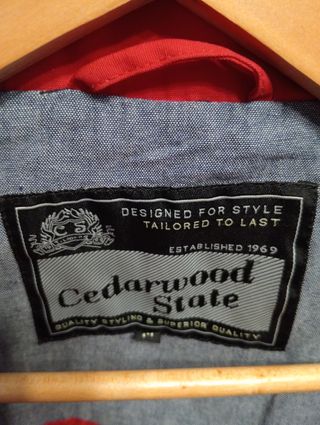 DESIGNED FOR STYLE
TAILORED TO LAST
ESTABLISHED 1969
Cedarwood
State
QUALITY STYLING & SUPERIOR QUALITY